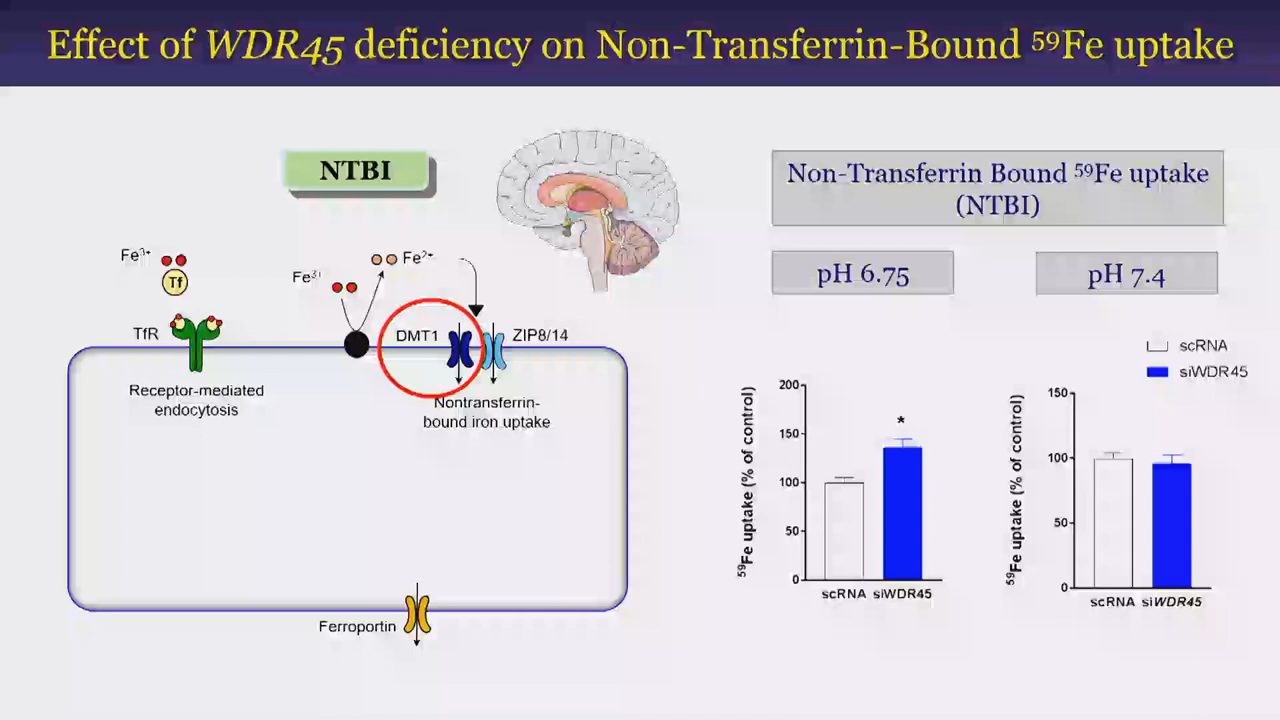 Effect of WDR45 deficiency on Non-Transferrin-Bound ⁵⁹Fe uptake
NTBI
Fe³⁺
Tf
TfR
Receptor-mediated
endocytosis
Fe³⁺
Fe²⁺
DMT1
ZIP8/14
Nontransferrin-
bound iron uptake
Ferroportin
Non-Transferrin Bound ⁵⁹Fe uptake
(NTBI)
pH 6.75
pH 7.4
scRNA
siWDR45
⁵⁹Fe uptake (% of control)
200
150
100
50
0
*
scRNA siWDR45
⁵⁹Fe uptake (% of control)
150
100
50
0
scRNA siWDR45